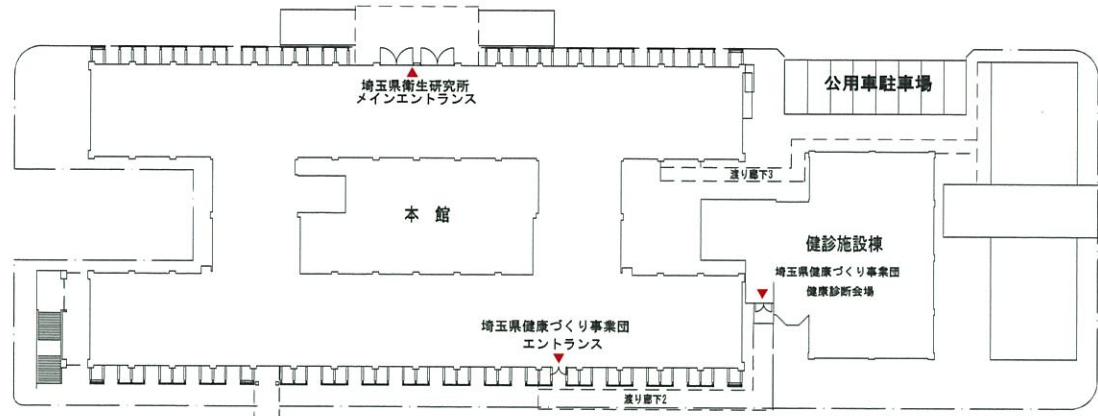 埼玉県衛生研究所
メインエントランス
公用車駐車場
渡り廊下3
本 館
健診施設棟
埼玉県健康づくり事業団
健康診断会場
埼玉県健康づくり事業団
エントランス
渡り廊下2